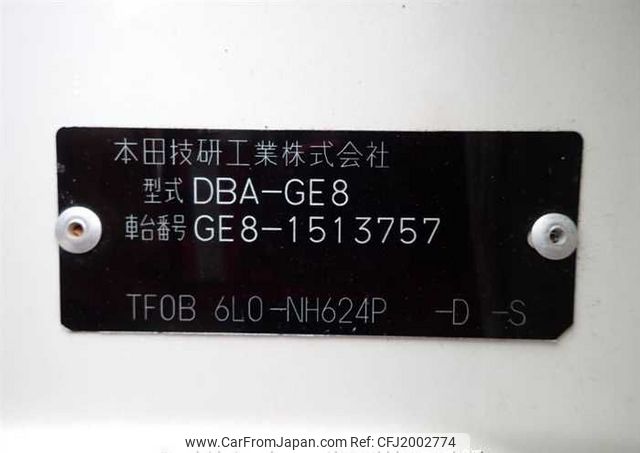 本田技研工業株式会社
型式 DBA-GE8
車台番号 GE8-1513757
TF0B 6L0-NH624P -D -S
www.CarFromJapan.com Ref:CFJ2002774